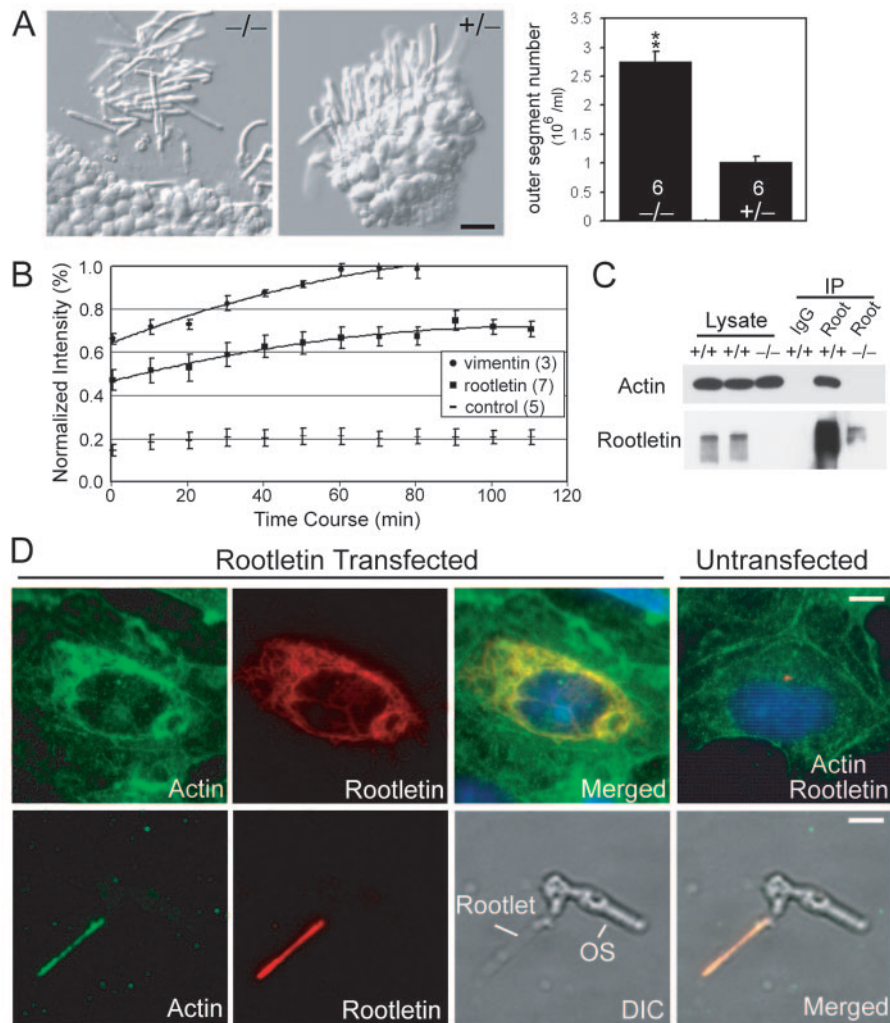 A
–/–
+/–
outer segment number
(10⁶/ml)
3.5
3
2.5
2
1.5
1
0.5
0
**
6
–/–
6
+/–
B
Normalized Intensity (%)
1.0
0.8
0.6
0.4
0.2
0.0
vimentin (3)
rootletin (7)
control (5)
0 20 40 60 80 100 120
Time Course (min)
C
IP
Lysate IgG Root Root
+/+ +/+ –/– +/+ +/+ –/–
Actin
Rootletin
D
Rootletin Transfected
Untransfected
Actin
Rootletin
Merged
Actin
Rootletin
Actin
Rootletin
Rootlet
OS
DIC
Merged